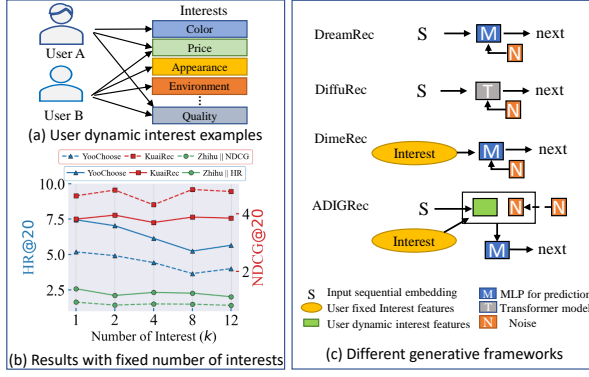 Interests
User A
User B
Color
Price
Appearance
Environment
Quality
(a) User dynamic interest examples
YooChoose KuaiRec Zhihu || NDCG
YooChoose KuaiRec Zhihu || HR
HR@20
10.0
7.5
5.0
2.5
NDCG@20
4
2
1 2 4 8 12
Number of Interest (k)
(b) Results with fixed number of interests
DreamRec S M next
N
DiffuRec S T next
N
DimeRec Interest M next
N
ADIGRec S N N
Interest
M next
S Input sequential embedding
User fixed Interest features
User dynamic interest features
M MLP for prediction
T Transformer model
N Noise
(c) Different generative frameworks